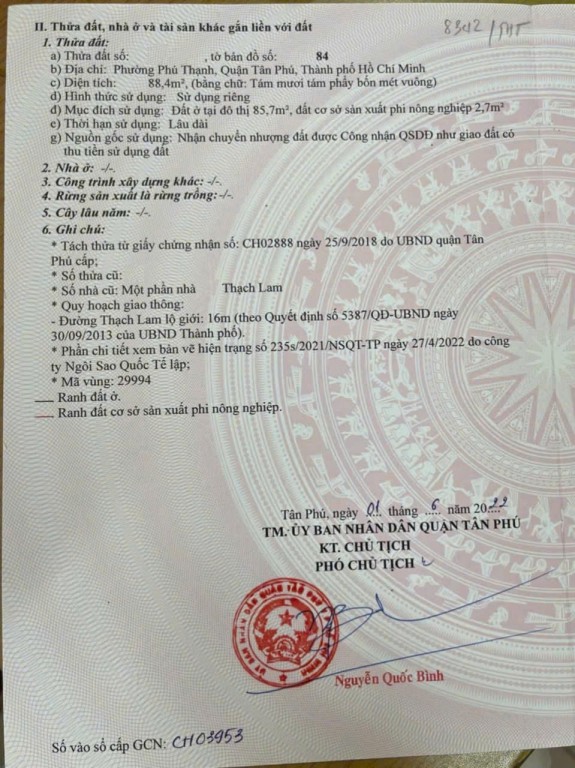 8342/
II. Thửa đất, nhà ở và tài sản khác gắn liền với đất
1. Thửa đất:
a) Thửa đất số: , tờ bản đồ số: 84
b) Địa chỉ: Phường Phú Thạnh, Quận Tân Phú, Thành phố Hồ Chí Minh
c) Diện tích: 88,4m², (bằng chữ: Tám mươi tám phẩy bốn mét vuông)
d) Hình thức sử dụng: Sử dụng riêng
đ) Mục đích sử dụng: Đất ở tại đô thị 85,7m², đất cơ sở sản xuất phi nông nghiệp 2,7m²
e) Thời hạn sử dụng: Lâu dài
g) Nguồn gốc sử dụng: Nhận chuyển nhượng đất được Công nhận QSDĐ như giao đất có
thu tiền sử dụng đất
2. Nhà ở: -/-.
3. Công trình xây dựng khác: -/-.
4. Rừng sản xuất là rừng trồng:-/-.
5. Cây lâu năm: -/-.
6. Ghi chú:
* Tách thửa từ giấy chứng nhận số: CH02888 ngày 25/9/2018 do UBND quận Tân
Phú cấp;
* Số thửa cũ:
* Số nhà cũ: Một phần nhà Thạch Lam
* Quy hoạch giao thông:
- Đường Thạch Lam lộ giới: 16m (theo Quyết định số 5387/QĐ-UBND ngày
30/09/2013 của UBND Thành phố).
* Phần chi tiết xem bản vẽ hiện trạng số 235s/2021/NSQT-TP ngày 27/4/2022 do công
ty Ngôi Sao Quốc Tế lập;
* Mã vùng: 29994
Ranh đất ở.
Ranh đất cơ sở sản xuất phi nông nghiệp.
Tân Phú, ngày 01 tháng 6 năm 2022
TM. ỦY BAN NHÂN DÂN QUẬN TÂN PHÚ
KT. CHỦ TỊCH
PHÓ CHỦ TỊCH
Nguyễn Quốc Bình
Số vào sổ cấp GCN: CH03953